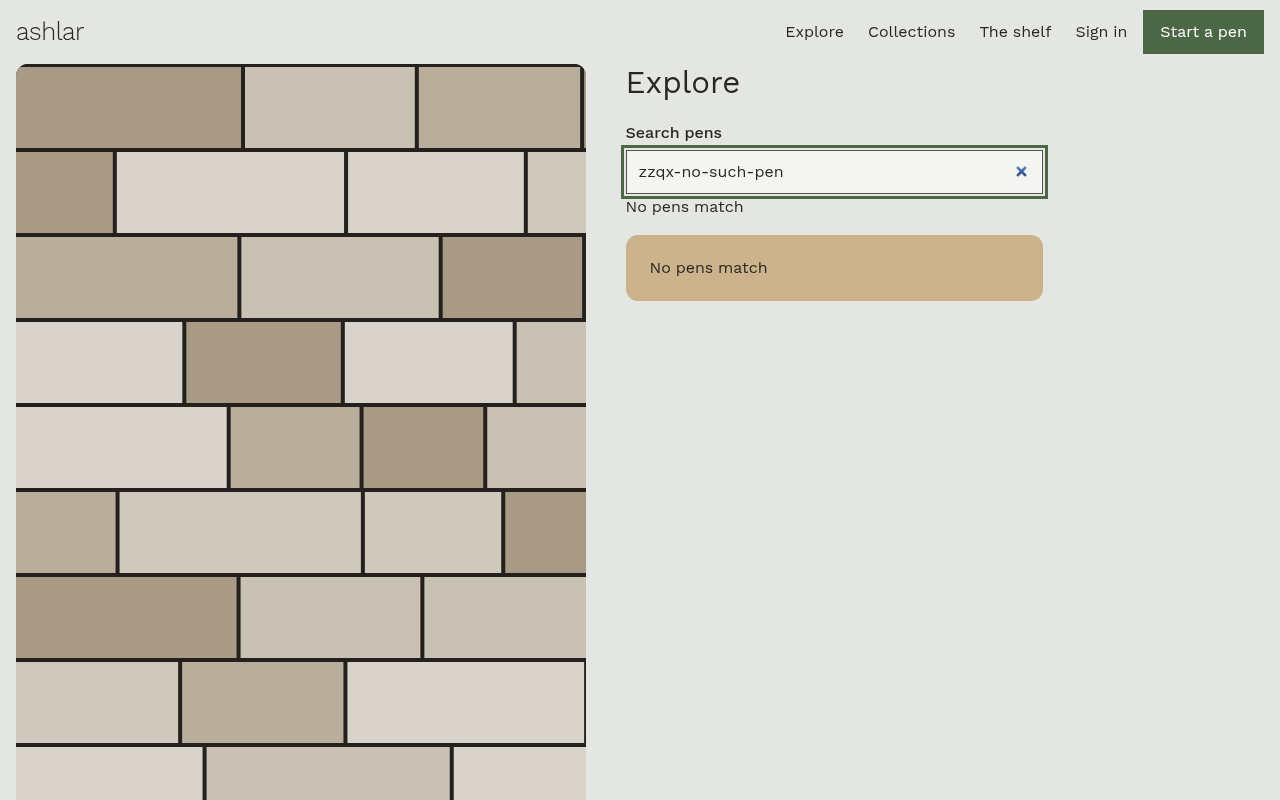 ashlar
Explore
Collections
The shelf
Sign in
Start a pen
Explore
Search pens
zzqx-no-such-pen
No pens match
No pens match